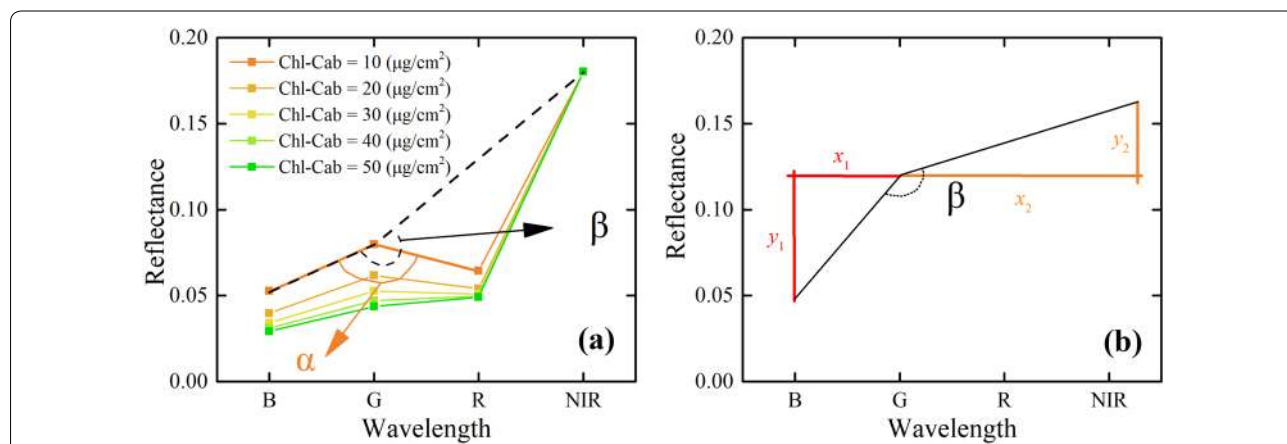 0.20
0.15
0.10
0.05
0.00
Reflectance
Chl-Cab = 10 (μg/cm²)
Chl-Cab = 20 (μg/cm²)
Chl-Cab = 30 (μg/cm²)
Chl-Cab = 40 (μg/cm²)
Chl-Cab = 50 (μg/cm²)
β
α
(a)
B G R NIR
Wavelength
0.20
0.15
0.10
0.05
0.00
Reflectance
x₁
y₁
y₂
x₂
β
(b)
B G R NIR
Wavelength